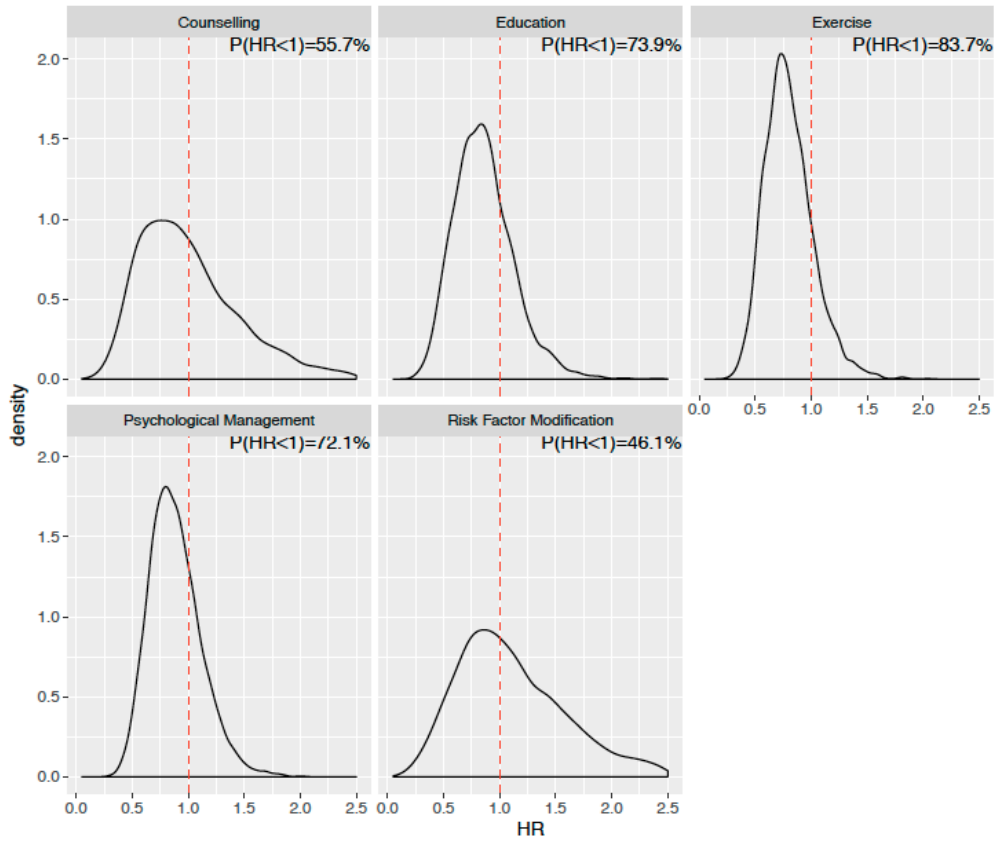 Counselling
Education
Exercise
P(HR<1)=55.7%
P(HR<1)=73.9%
P(HR<1)=83.7%
2.0
1.5
1.0
0.5
0.0
0.0 0.5 1.0 1.5 2.0 2.5
density
Psychological Management
Risk Factor Modification
P(HR<1)=72.1%
P(HR<1)=46.1%
2.0
1.5
1.0
0.5
0.0
0.0 0.5 1.0 1.5 2.0 2.5
0.0 0.5 1.0 1.5 2.0 2.5
HR